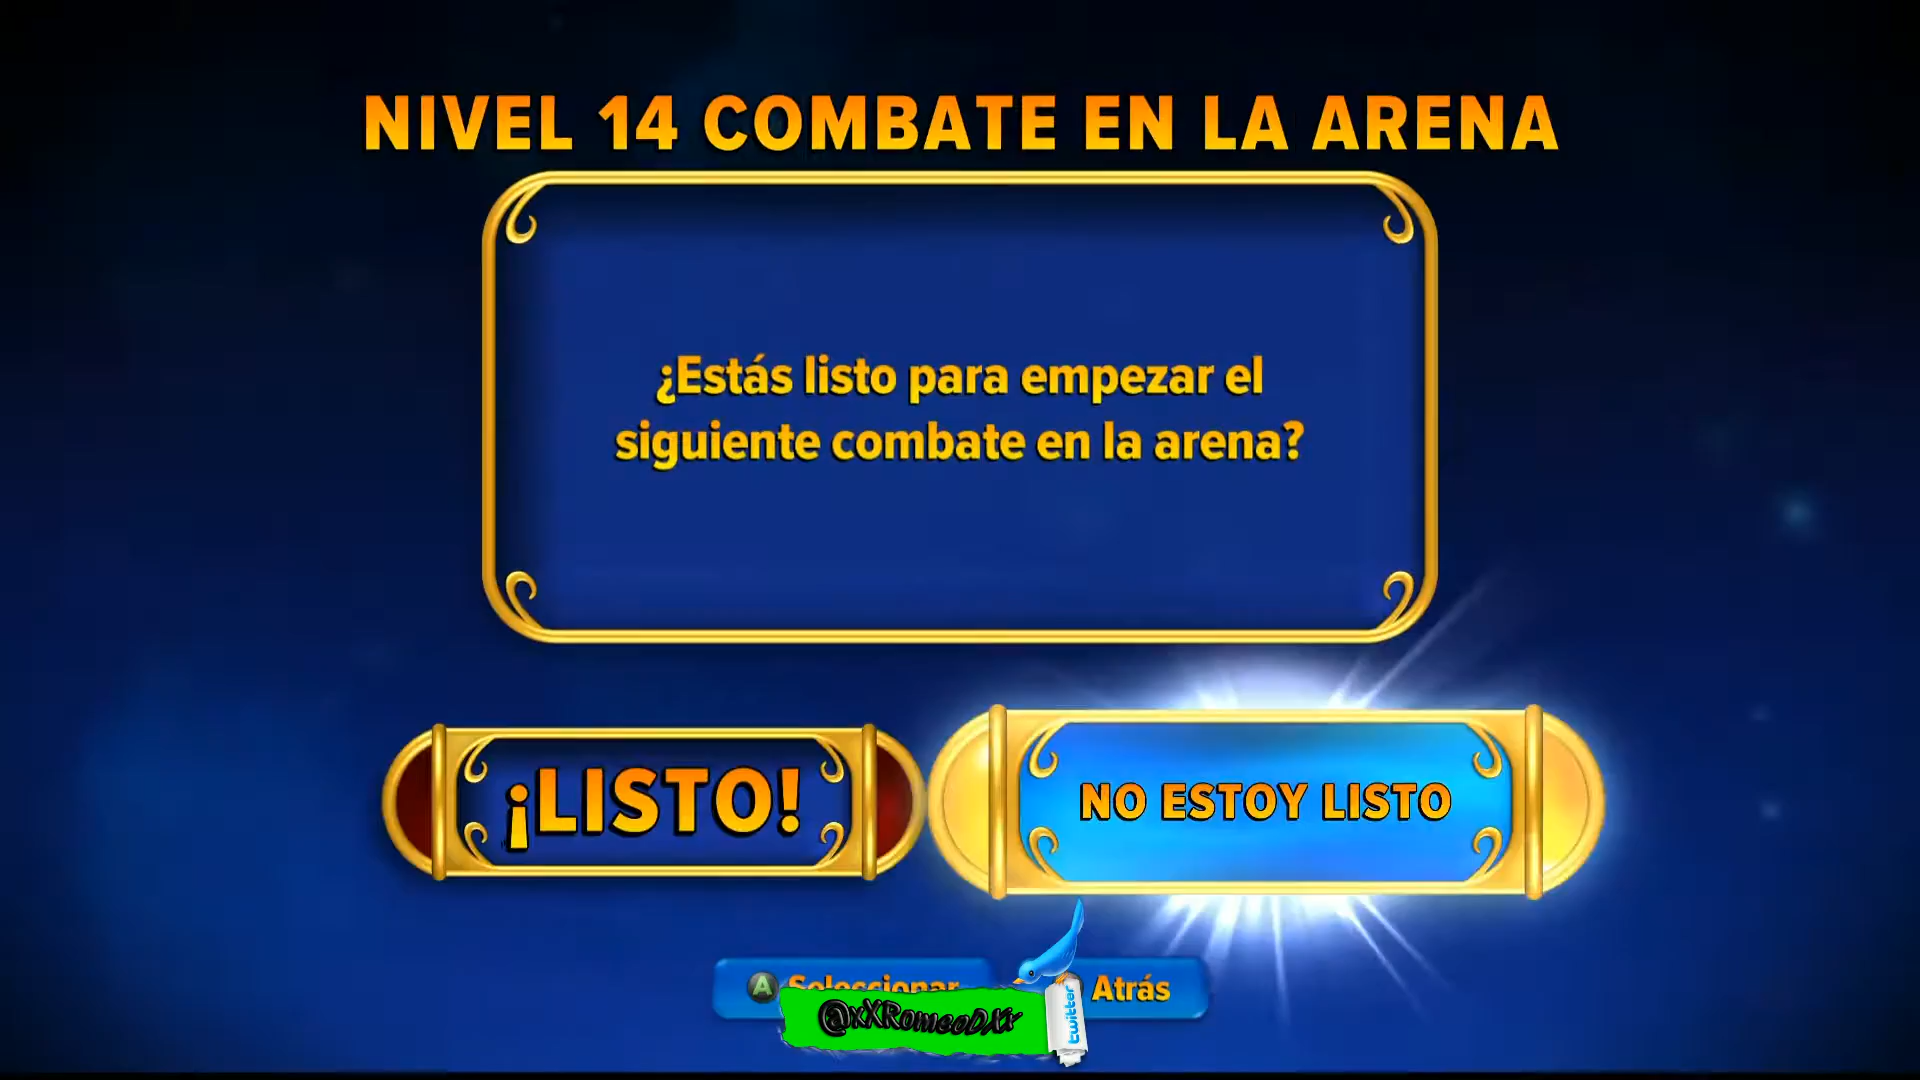 NIVEL 14 COMBATE EN LA ARENA
¿Estás listo para empezar el
siguiente combate en la arena?
¡LISTO!
NO ESTOY LISTO
A Seleccionar
Atrás
@xXRomeoDXx
twitter